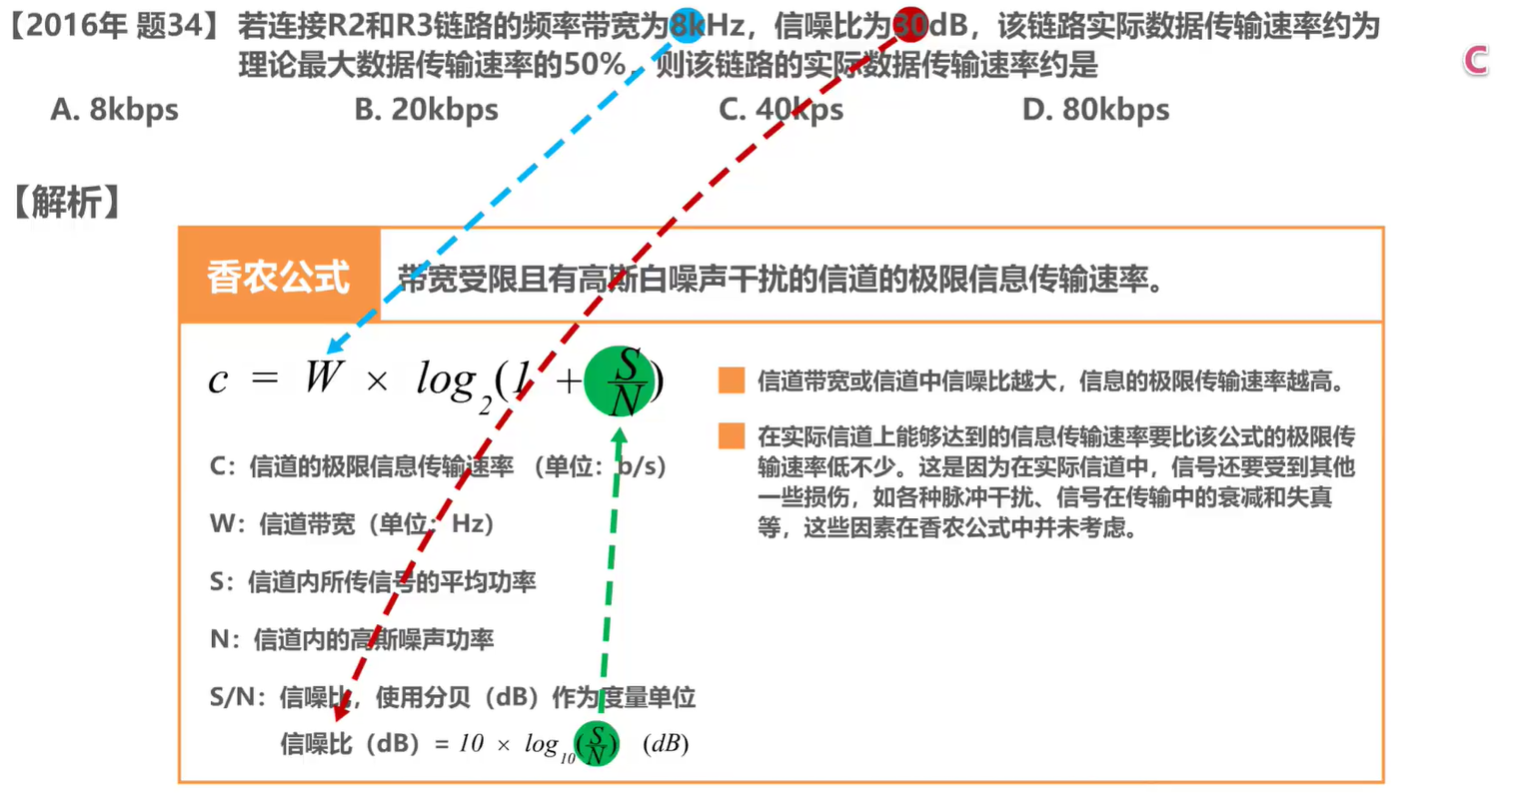 【2016年 题34】若连接R2和R3链路的频率带宽为8kHz，信噪比为30dB，该链路实际数据传输速率约为
理论最大数据传输速率的50%，则该链路的实际数据传输速率约是
C
A. 8kbps B. 20kbps C. 40kps D. 80kbps
【解析】
香农公式 带宽受限且有高斯白噪声干扰的信道的极限信息传输速率。
c = W × log₂(1 + S/N)
C：信道的极限信息传输速率 （单位：b/s）
W：信道带宽（单位：Hz）
S：信道内所传信号的平均功率
N：信道内的高斯噪声功率
S/N：信噪比，使用分贝（dB）作为度量单位
信噪比（dB）= 10 × log₁₀(S/N) (dB)
信道带宽或信道中信噪比越大，信息的极限传输速率越高。
在实际信道上能够达到的信息传输速率要比该公式的极限传
输速率低不少。这是因为在实际信道中，信号还要受到其他
一些损伤，如各种脉冲干扰、信号在传输中的衰减和失真
等，这些因素在香农公式中并未考虑。